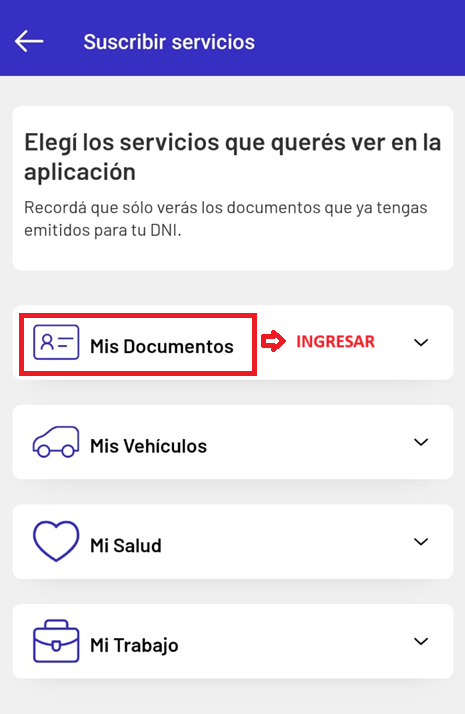 Suscribir servicios
Elegí los servicios que querés ver en la
aplicación
Recordá que sólo verás los documentos que ya tengas
emitidos para tu DNI.
Mis Documentos
INGRESAR
Mis Vehículos
Mi Salud
Mi Trabajo